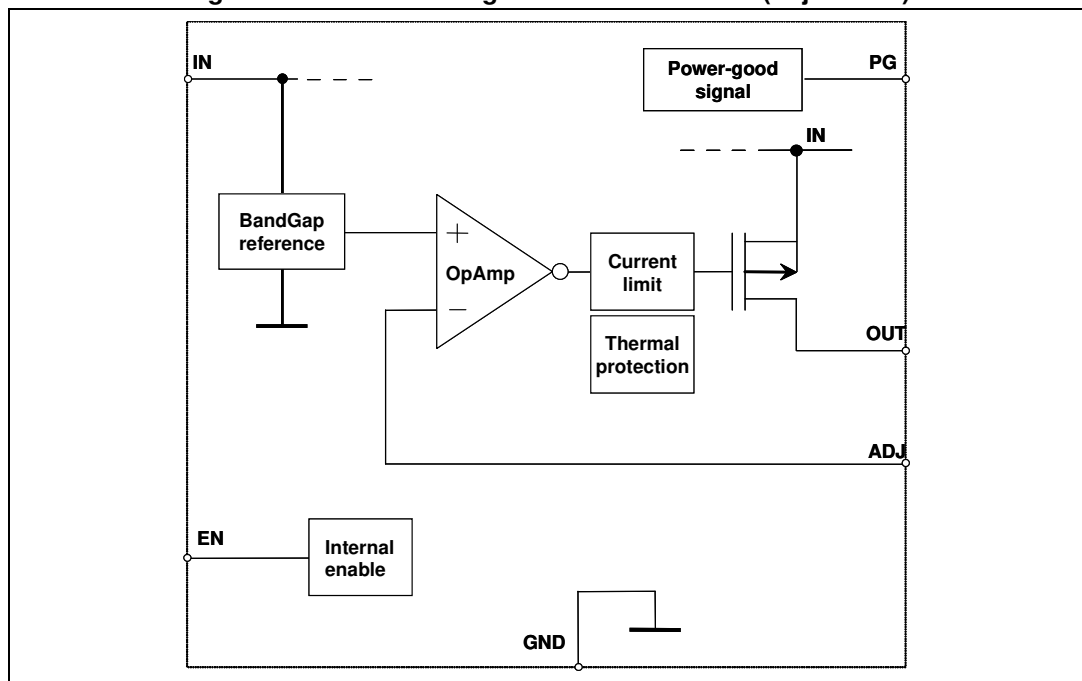 IN
Power-good
signal
PG
IN
BandGap
reference
+
OpAmp
−
Current
limit
Thermal
protection
OUT
ADJ
EN
Internal
enable
GND